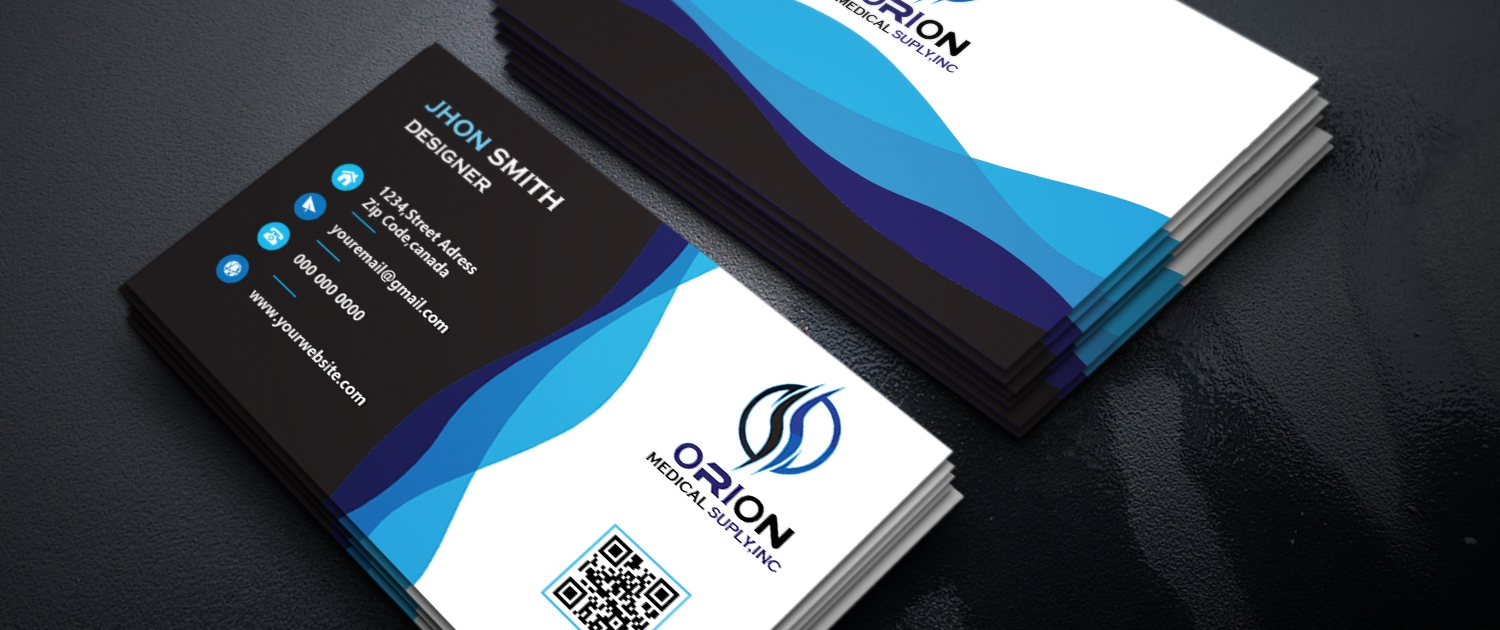 ORION
MEDICAL SUPLY,INC
JHON SMITH
DESIGNER
1234,Street Adress
Zip Code,canada
youremail@gmail.com
000 000 0000
www.yourwebsite.com
ORION
MEDICAL SUPLY,INC